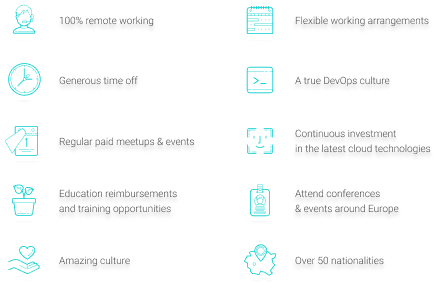 100% remote working
Flexible working arrangements
Generous time off
A true DevOps culture
Regular paid meetups & events
Continuous investment
in the latest cloud technologies
Education reimbursements
and training opportunities
Attend conferences
& events around Europe
Amazing culture
Over 50 nationalities